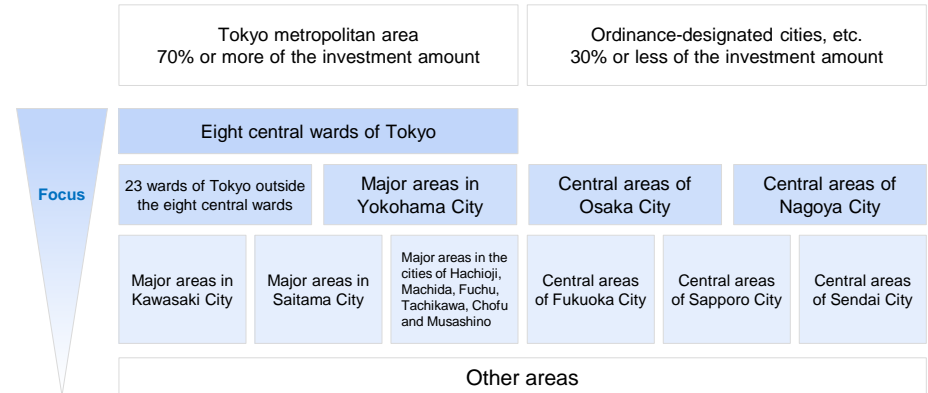 Tokyo metropolitan area
70% or more of the investment amount
Ordinance-designated cities, etc.
30% or less of the investment amount
Focus
Eight central wards of Tokyo
23 wards of Tokyo outside
the eight central wards
Major areas in
Yokohama City
Central areas of
Osaka City
Central areas of
Nagoya City
Major areas in
Kawasaki City
Major areas in
Saitama City
Major areas in the
cities of Hachioji,
Machida, Fuchu,
Tachikawa, Chofu
and Musashino
Central areas
of Fukuoka City
Central areas
of Sapporo City
Central areas
of Sendai City
Other areas